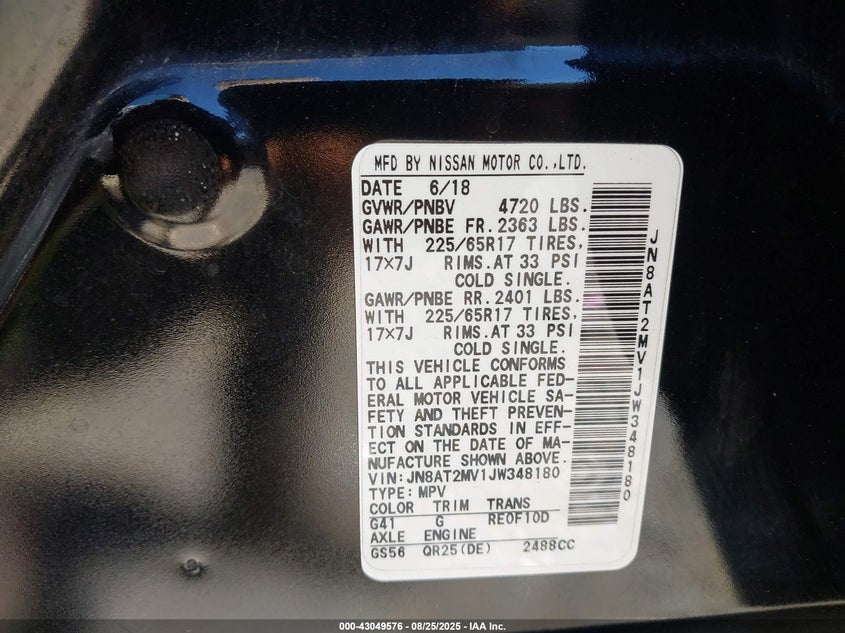 MFD BY NISSAN MOTOR CO.,LTD.
DATE 6/18
GVWR/PNBV 4720 LBS.
GAWR/PNBE FR. 2363 LBS.
WITH 225/65R17 TIRES,
17×7J RIMS.AT 33 PSI
COLD SINGLE.
GAWR/PNBE RR. 2401 LBS.
WITH 225/65R17 TIRES,
17×7J RIMS.AT 33 PSI
COLD SINGLE.
THIS VEHICLE CONFORMS
TO ALL APPLICABLE FED-
ERAL MOTOR VEHICLE SA-
FETY AND THEFT PREVEN-
TION STANDARDS IN EFF-
ECT ON THE DATE OF MA-
NUFACTURE SHOWN ABOVE.
VIN:JN8AT2MV1JW348180
TYPE:MPV
COLOR TRIM TRANS
G41 G RE0F10D
AXLE ENGINE
GS56 QR25(DE) 2488CC
JN8AT2MV1JW348180
000-43049576 - 08/25/2025 - IAA Inc.